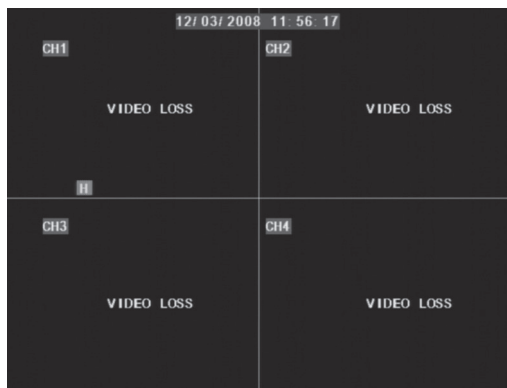 12/03/2008 11:56:17
CH1 CH2
VIDEO LOSS VIDEO LOSS
H
CH3 CH4
VIDEO LOSS VIDEO LOSS